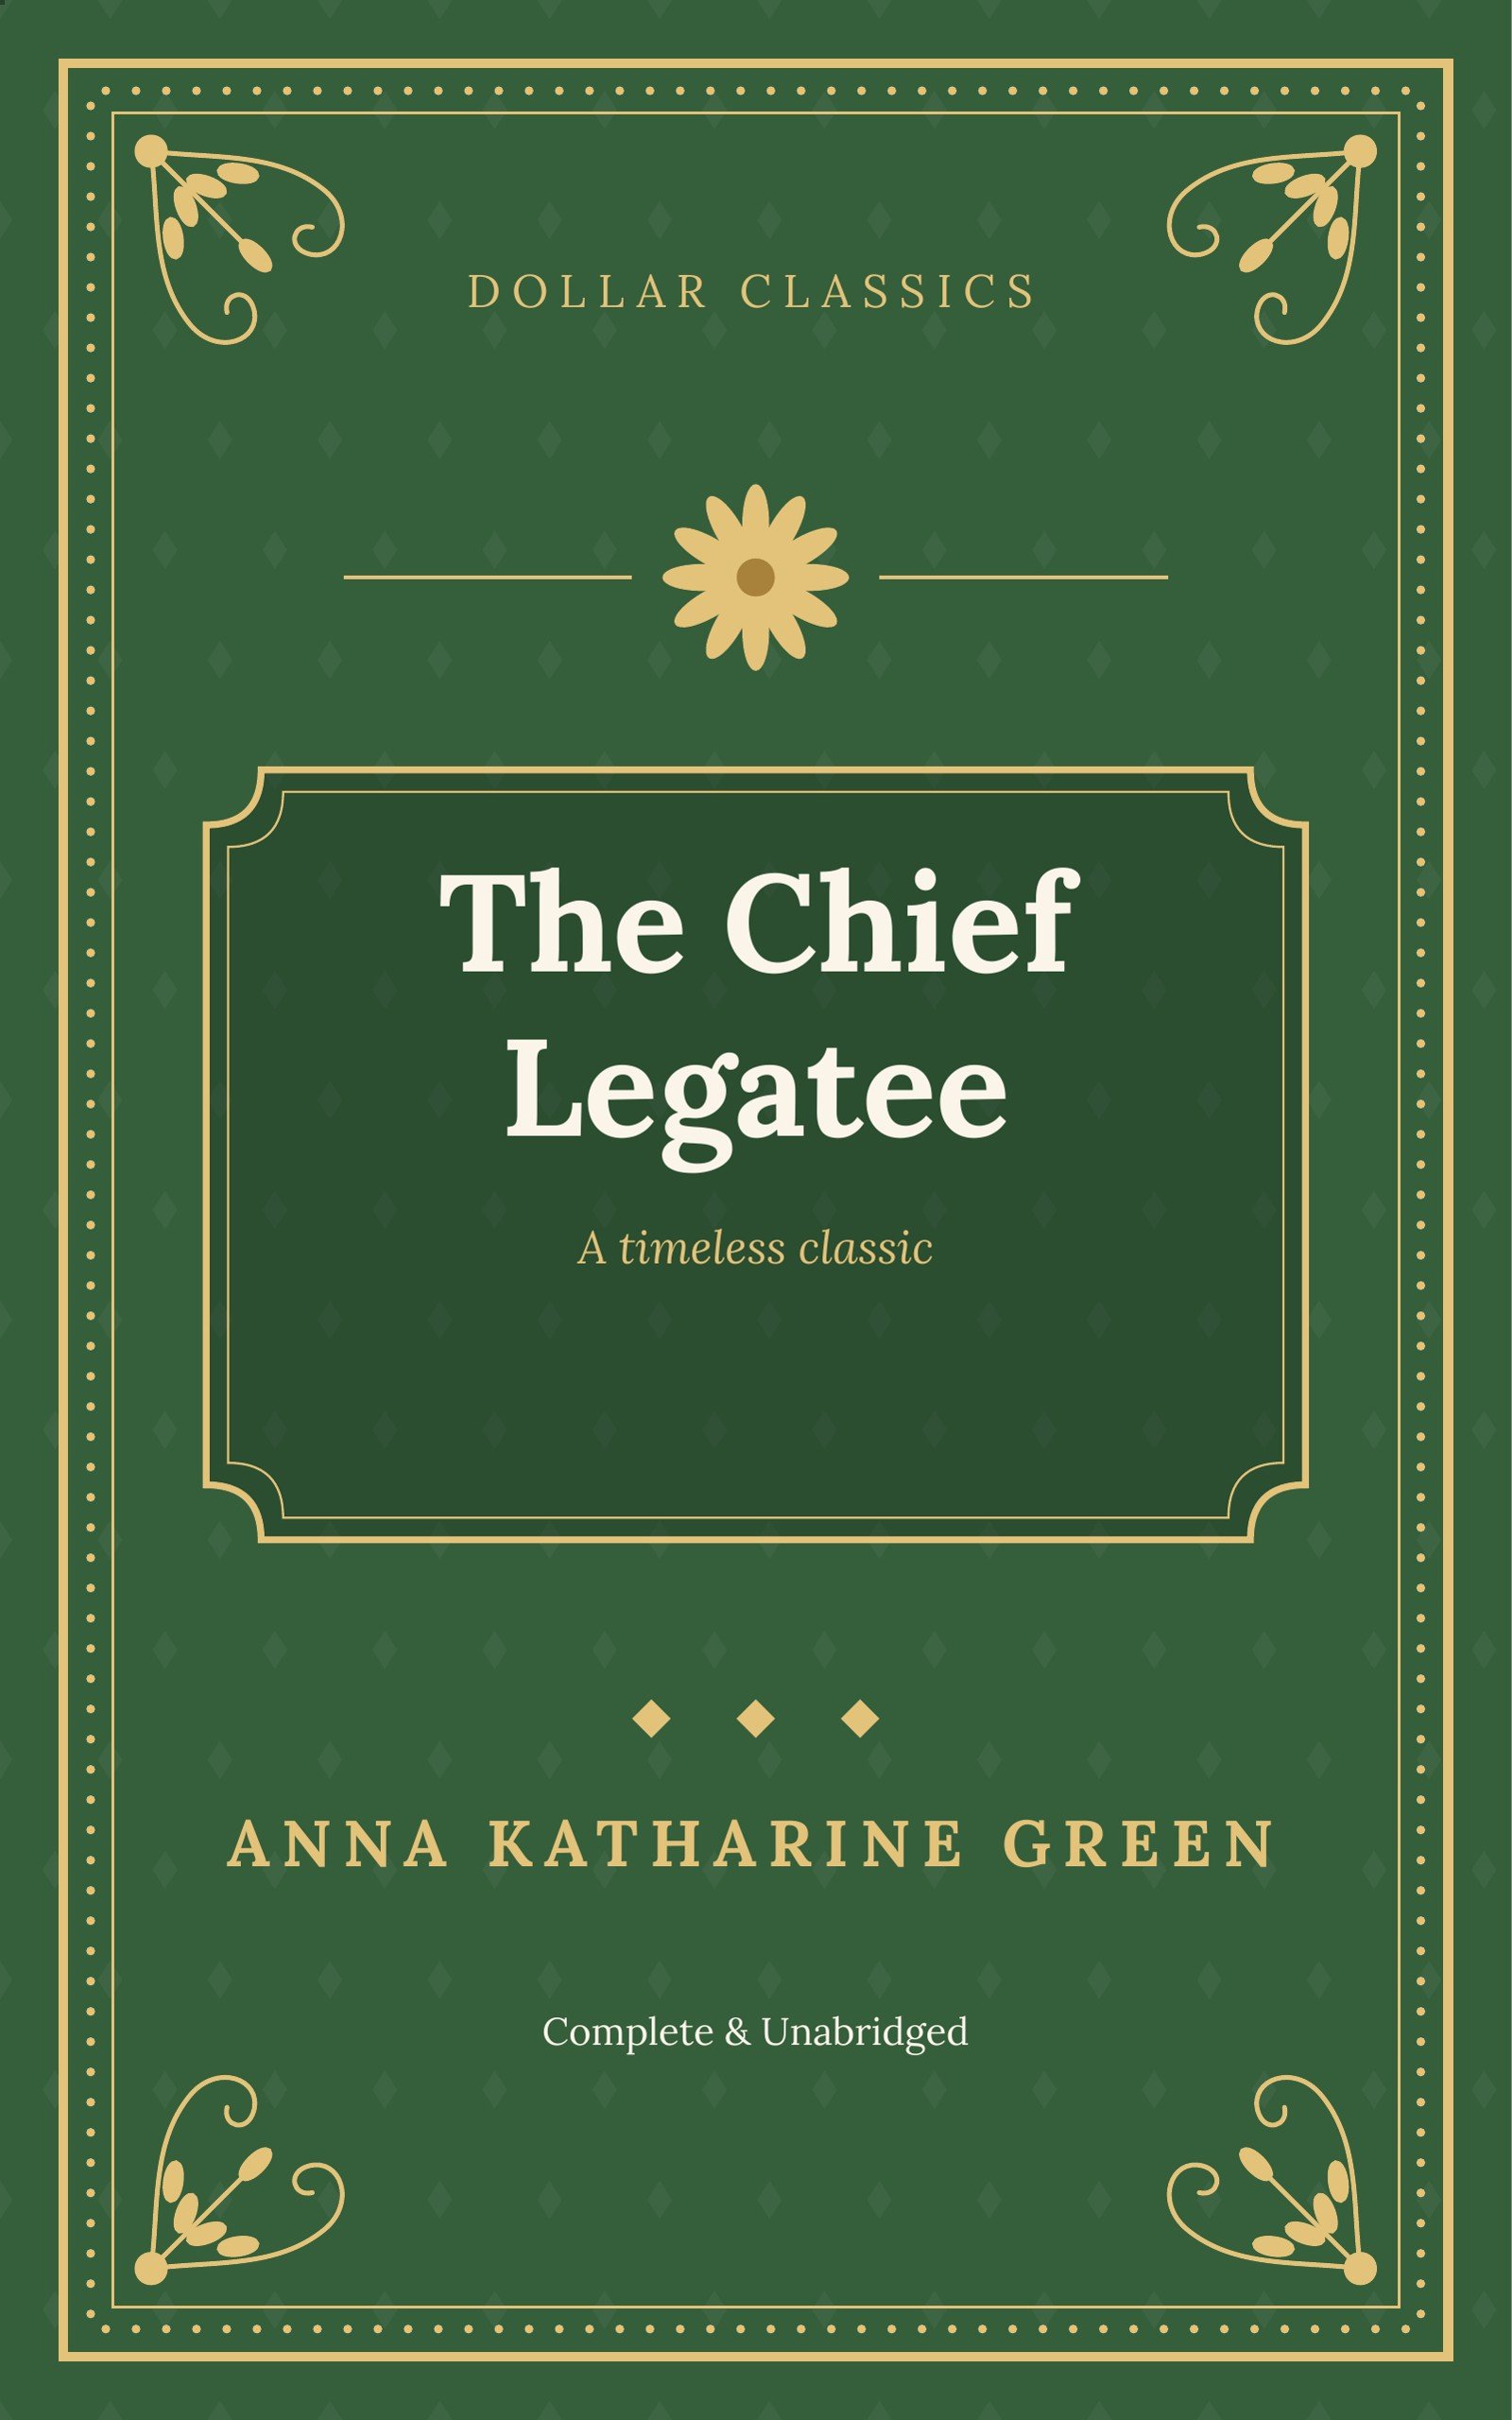 DOLLAR CLASSICS
The Chief
Legatee
A timeless classic
ANNA KATHARINE GREEN
Complete & Unabridged